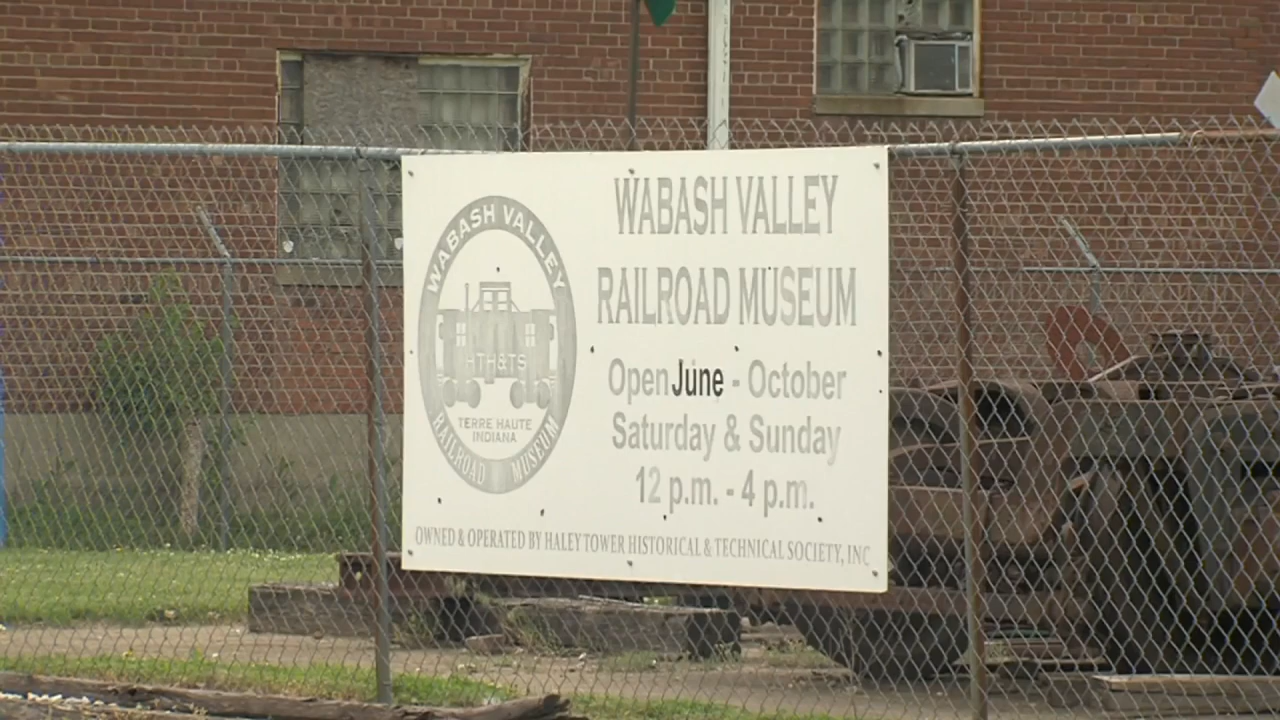 WABASH VALLEY
HTH&TS
TERRE HAUTE
INDIANA
RAILROAD MUSEUM
WABASH VALLEY
RAILROAD MUSEUM
Open June - October
Saturday & Sunday
12 p.m. - 4 p.m.
OWNED & OPERATED BY HALEY TOWER HISTORICAL & TECHNICAL SOCIETY, INC